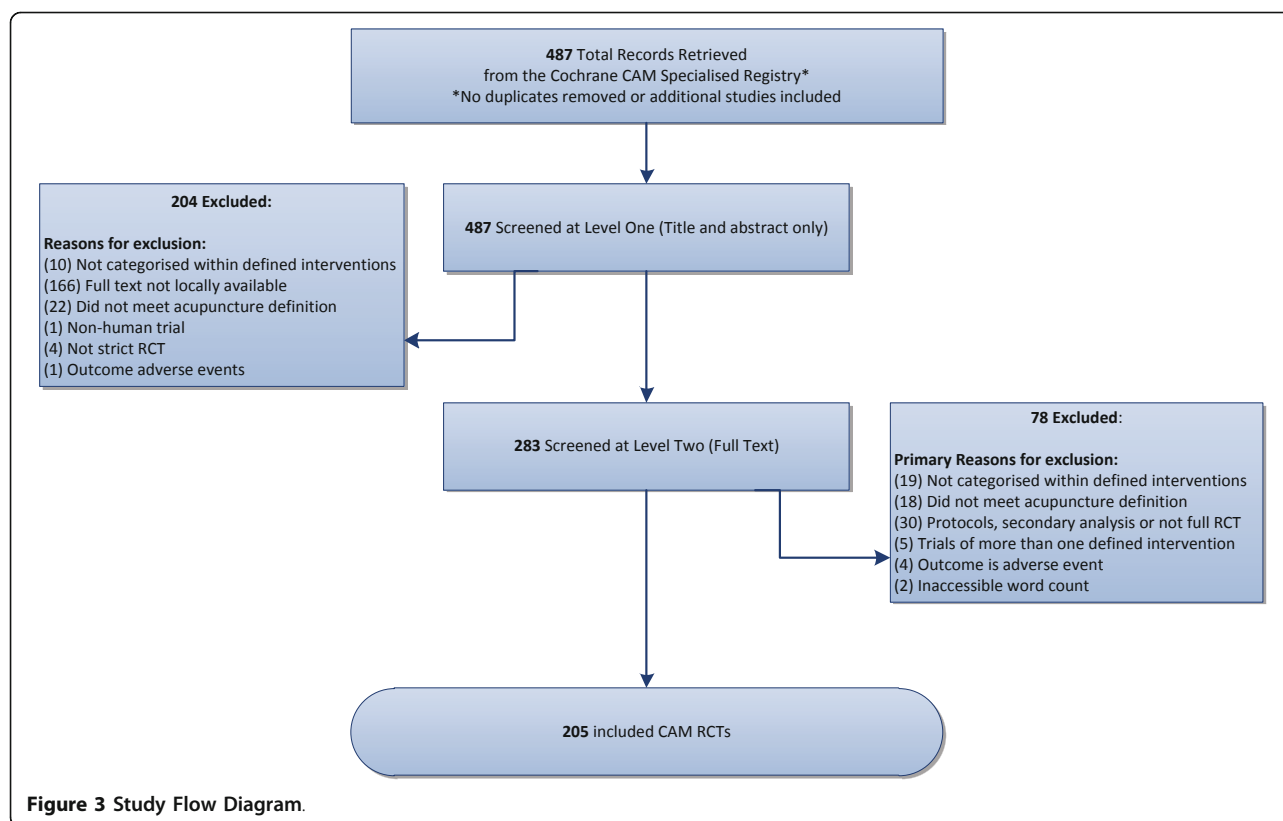 487 Total Records Retrieved
from the Cochrane CAM Specialised Registry*
*No duplicates removed or additional studies included
204 Excluded:
Reasons for exclusion:
(10) Not categorised within defined interventions
(166) Full text not locally available
(22) Did not meet acupuncture definition
(1) Non-human trial
(4) Not strict RCT
(1) Outcome adverse events
487 Screened at Level One (Title and abstract only)
283 Screened at Level Two (Full Text)
78 Excluded:
Primary Reasons for exclusion:
(19) Not categorised within defined interventions
(18) Did not meet acupuncture definition
(30) Protocols, secondary analysis or not full RCT
(5) Trials of more than one defined intervention
(4) Outcome is adverse event
(2) Inaccessible word count
205 included CAM RCTs
Figure 3 Study Flow Diagram.